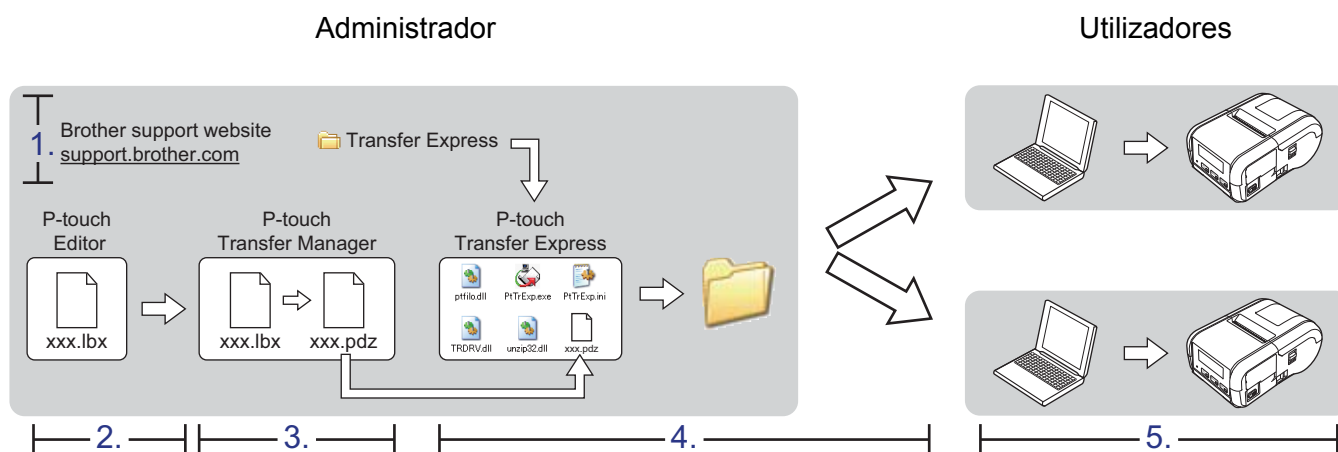 Administrador
Utilizadores
1.
Brother support website
support.brother.com
Transfer Express
P-touch
Editor
xxx.lbx
P-touch
Transfer Manager
xxx.lbx
xxx.pdz
P-touch
Transfer Express
ptfilo.dll
PtTrExp.exe
PtTrExp.ini
TRDRV.dll
unzip32.dll
xxx.pdz
2.
3.
4.
5.